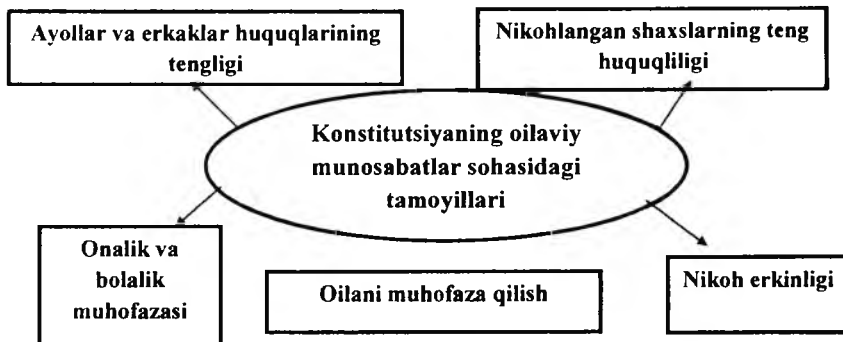 Ayollar va erkaklar huquqlarining
tengligi
Nikohlangan shaxslarning teng
huquqliligi
Konstitutsiyaning oilaviy
munosabatlar sohasidagi
tamoyillari
Onalik va
bolalik
muhofazasi
Oilani muhofaza qilish
Nikoh erkinligi